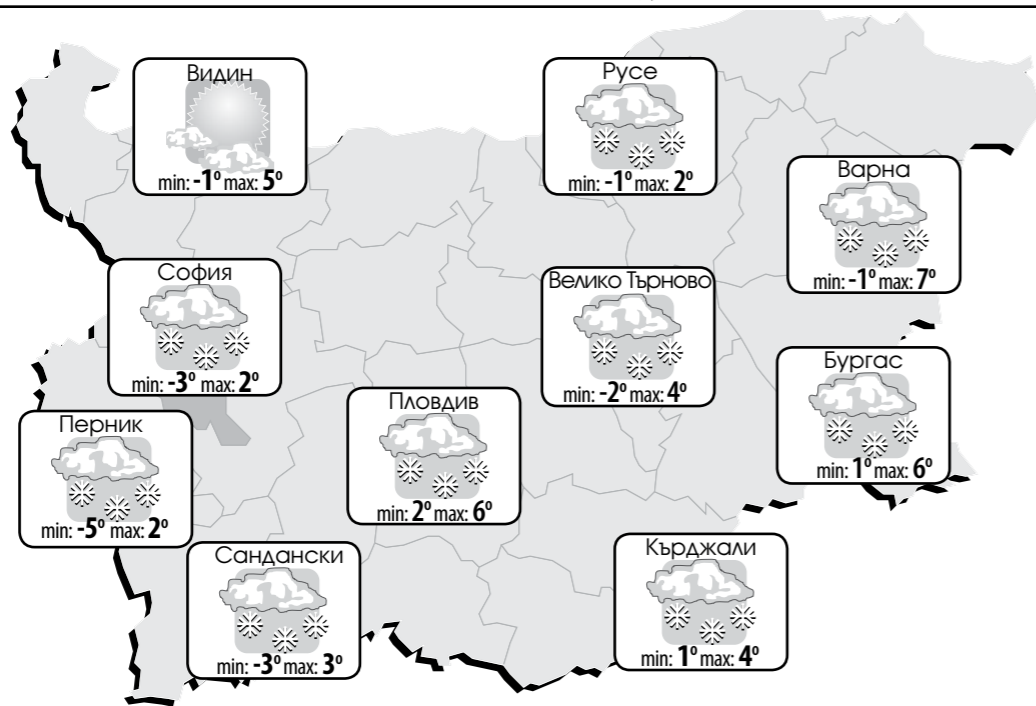 Видин
min: -1° max: 5°
Русе
min: -1° max: 2°
Варна
min: -1° max: 7°
София
min: -3° max: 2°
Велико Търново
min: -2° max: 4°
Бургас
min: 1° max: 6°
Пловдив
min: 2° max: 6°
Перник
min: -5° max: 2°
Сандански
min: -3° max: 3°
Кърджали
min: 1° max: 4°